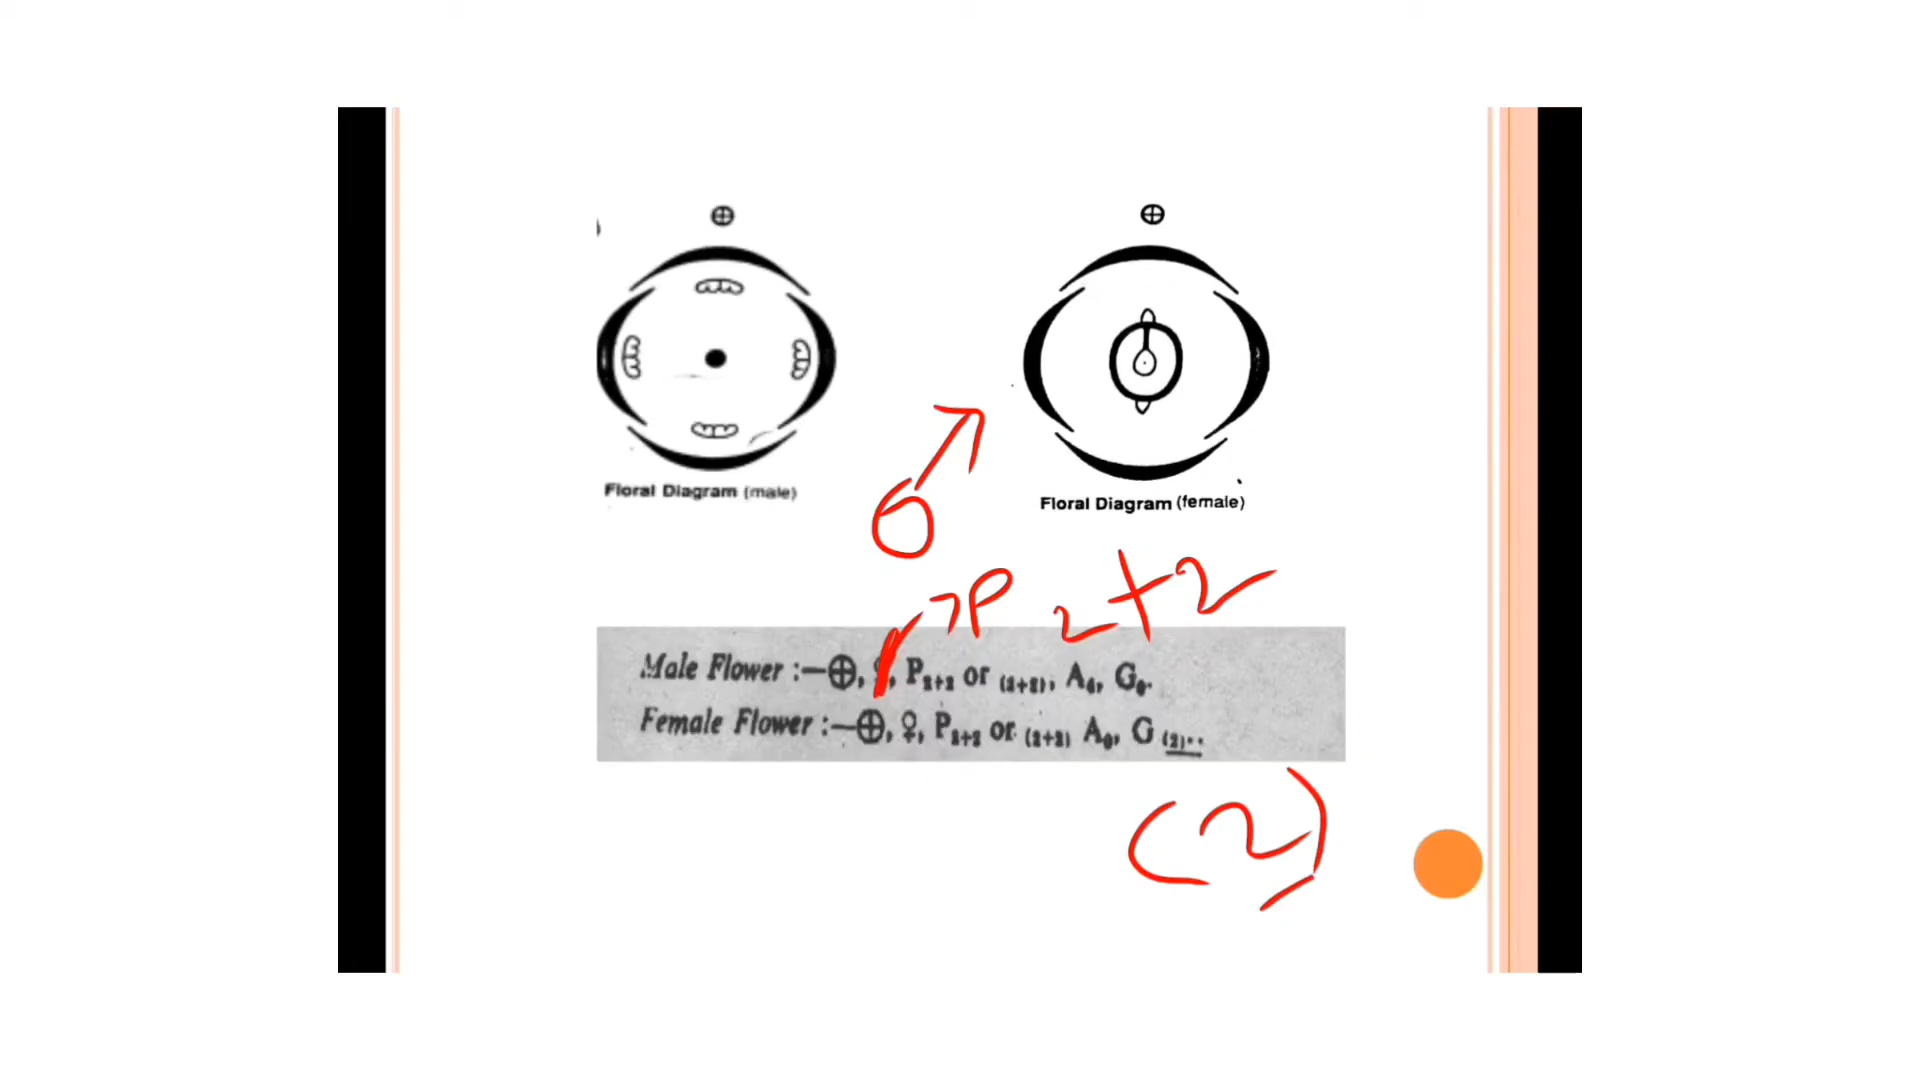 ⊕ ⊕
Floral Diagram (male)
Floral Diagram (female)
♂
P 2+2
Male Flower :—⊕, , P₂₊₂ or ₍₂₊₂₎, A₄, G₀.
Female Flower :—⊕, ♀, P₂₊₂ or ₍₂₊₂₎ A₀, G ₍₂₎..
(2)